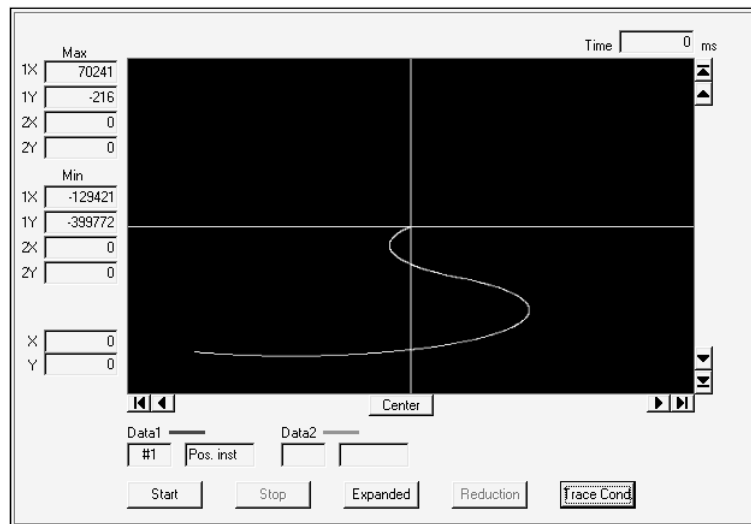 Max
Time 0 ms
1X 70241
1Y -216
2X 0
2Y 0
Min
1X -129421
1Y -399772
2X 0
2Y 0
X 0
Y 0
Center
Data1 Data2
#1 Pos. inst
Start Stop Expanded Reduction Trace Cond